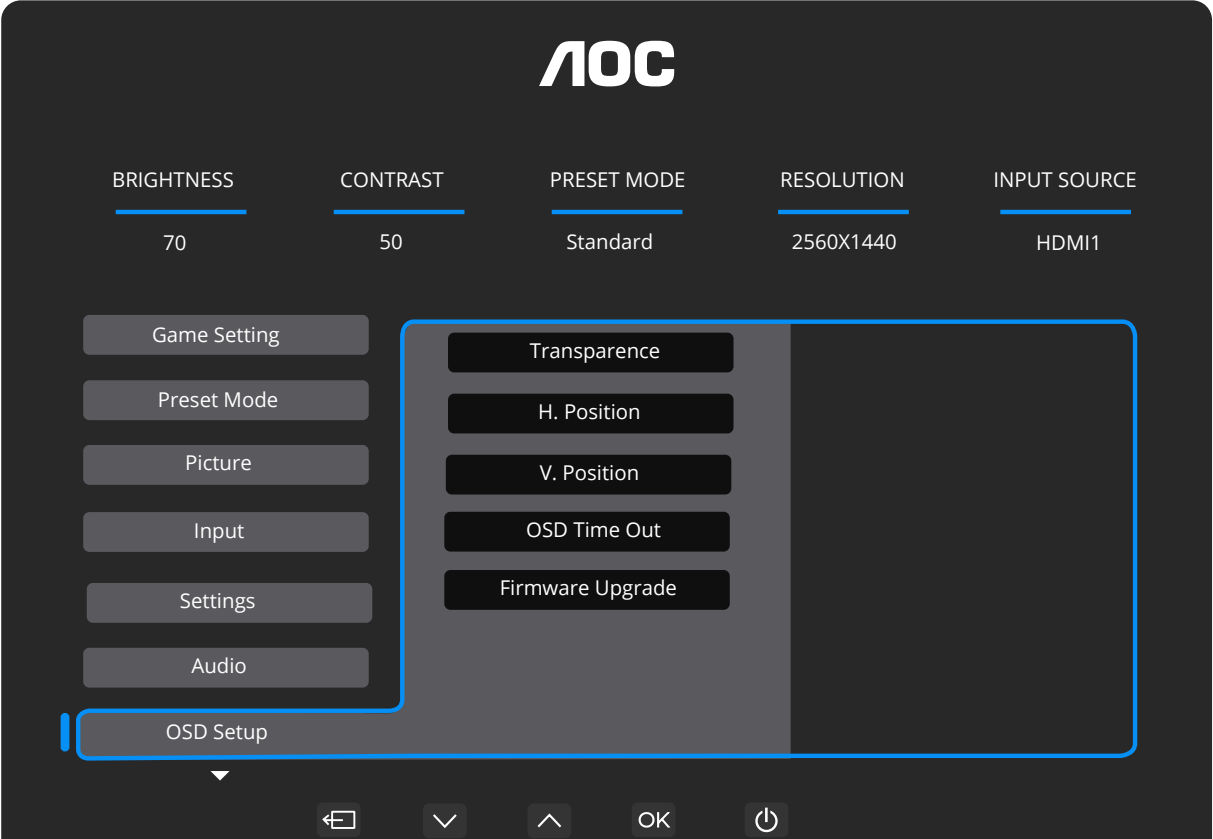 AOC
BRIGHTNESS CONTRAST PRESET MODE RESOLUTION INPUT SOURCE
70 50 Standard 2560X1440 HDMI1
Game Setting
Preset Mode
Picture
Input
Settings
Audio
OSD Setup
Transparence
H. Position
V. Position
OSD Time Out
Firmware Upgrade
OK